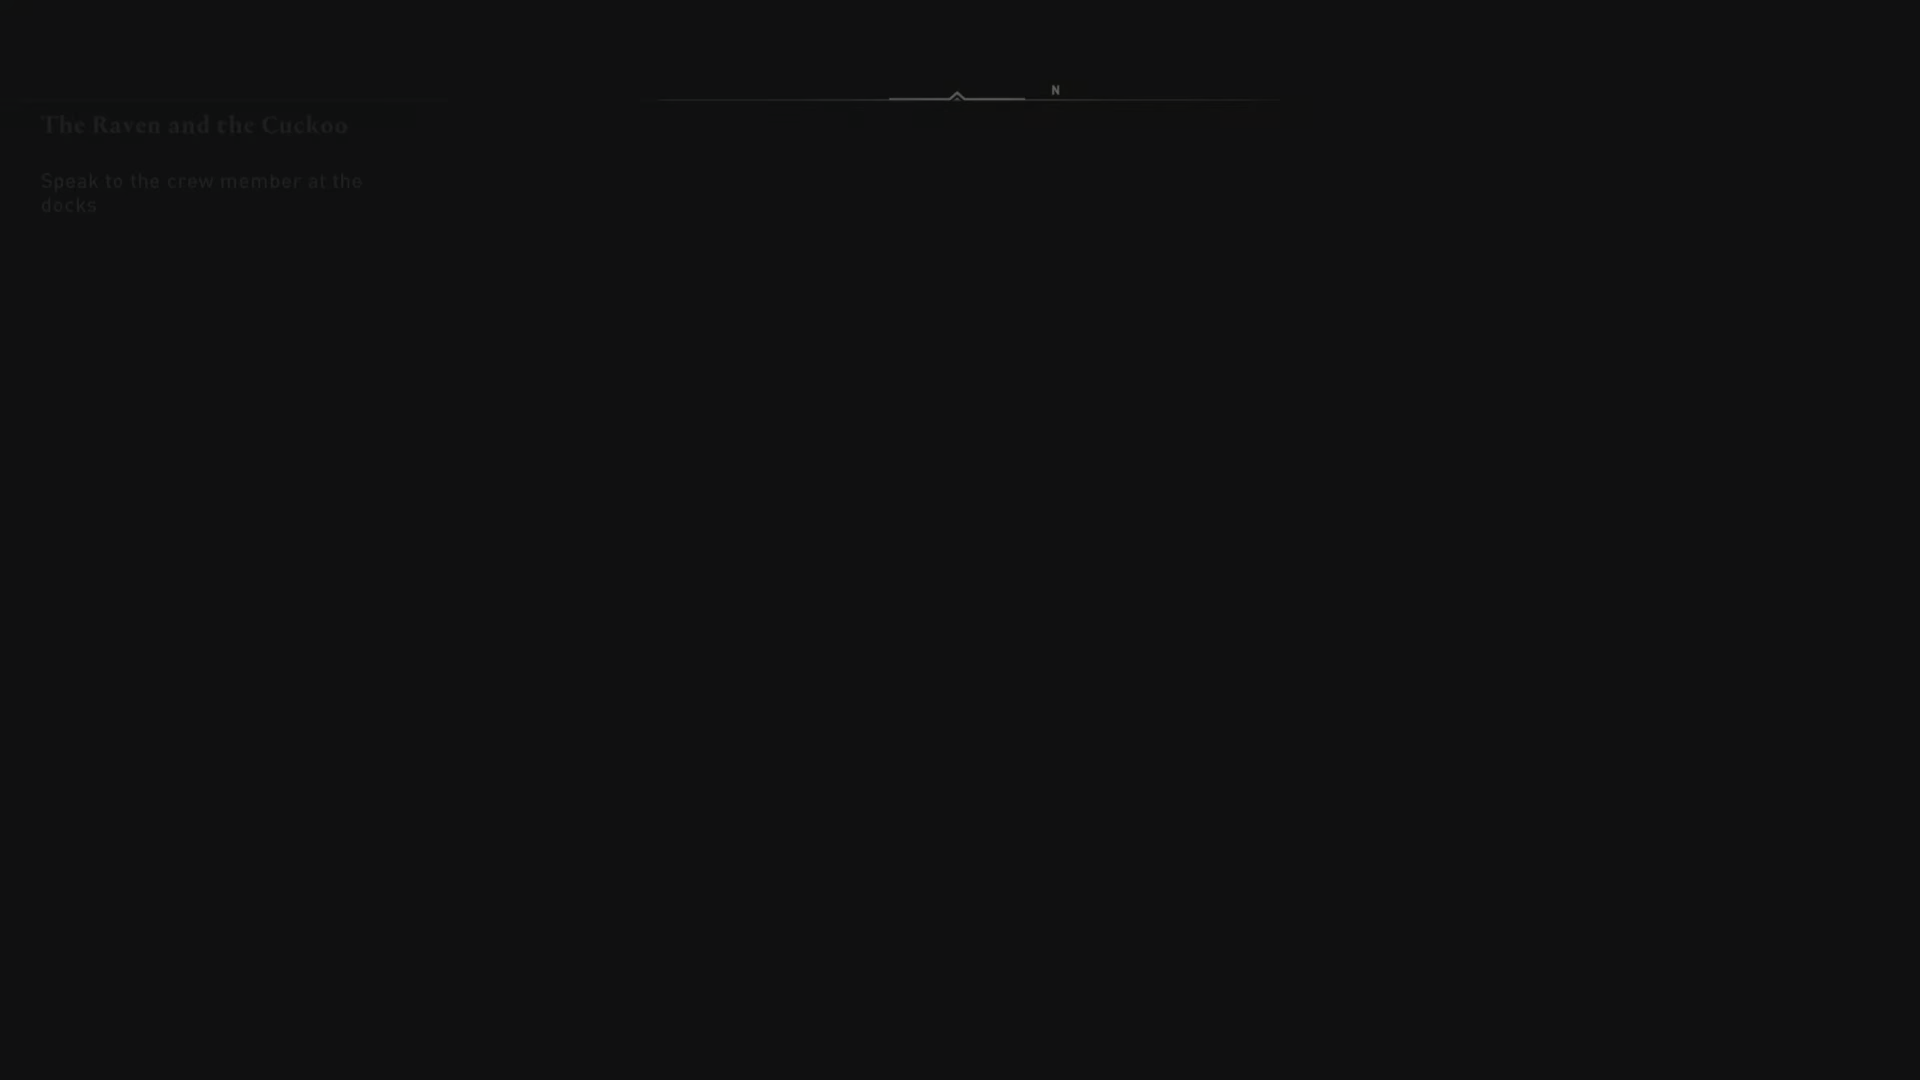 N
The Raven and the Cuckoo
Speak to the crew member at the
docks